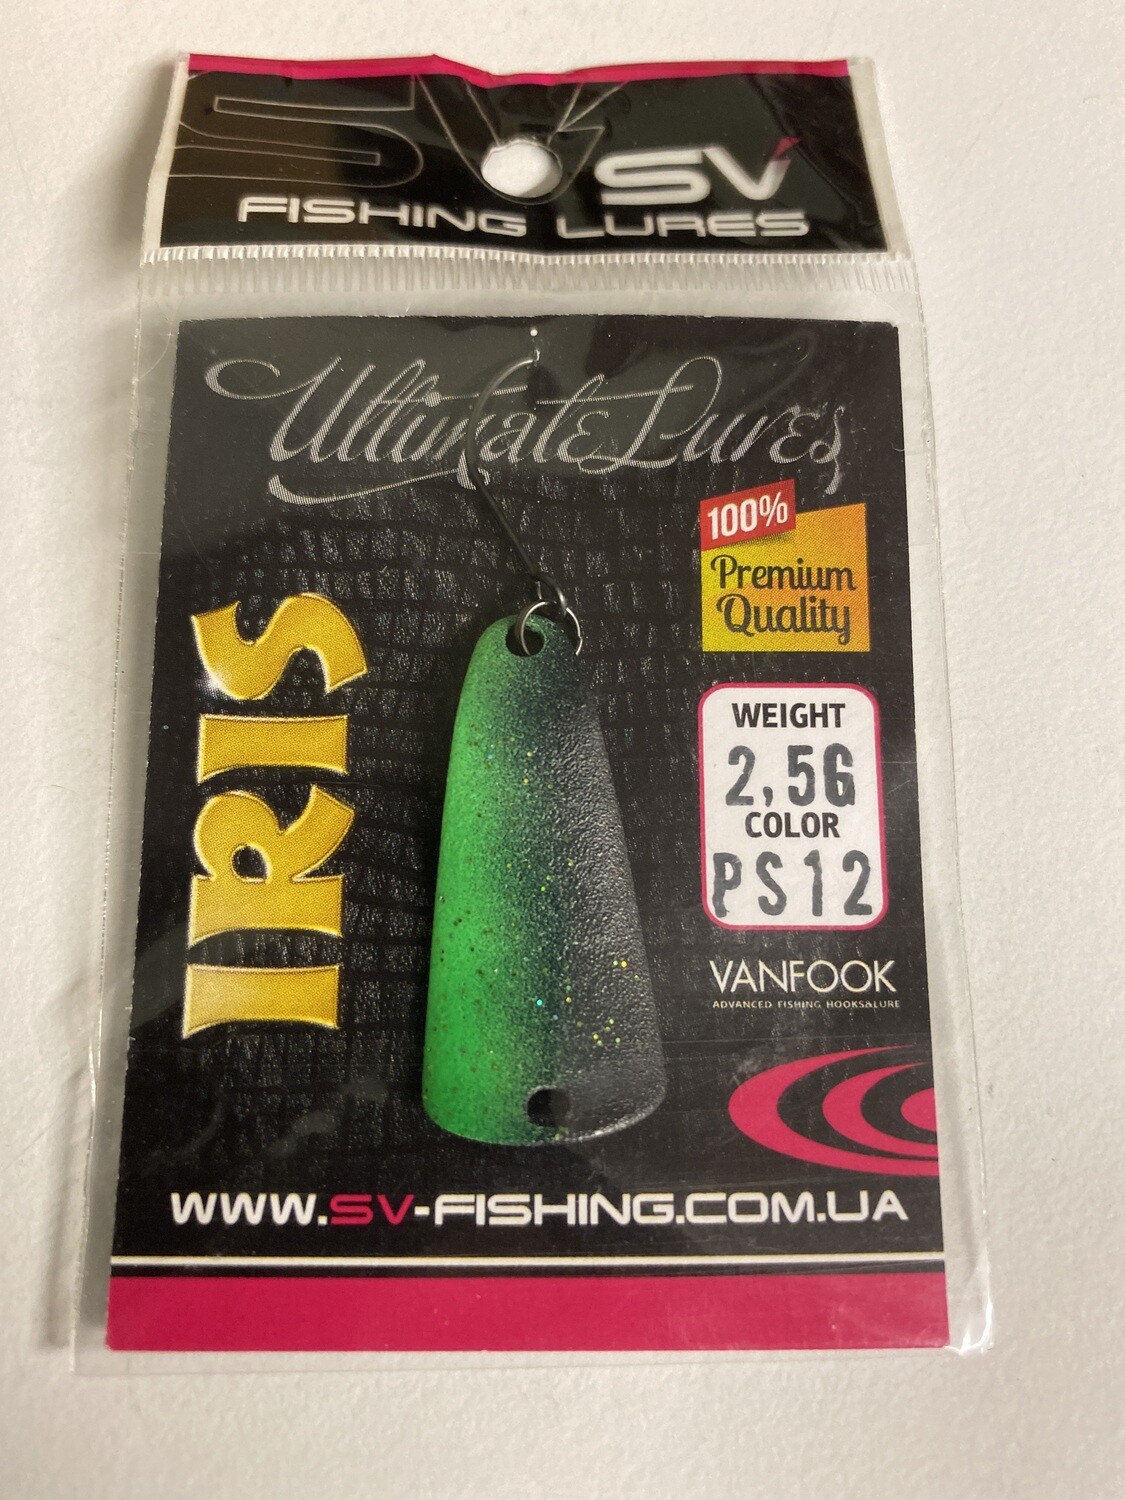 SV
SV
FISHING LURES
Ultimate Lures
100%
Premium
Quality
IRIS
WEIGHT
2,5G
COLOR
PS12
VANFOOK
ADVANCED FISHING HOOKS&LURE
WWW.SV-FISHING.COM.UA